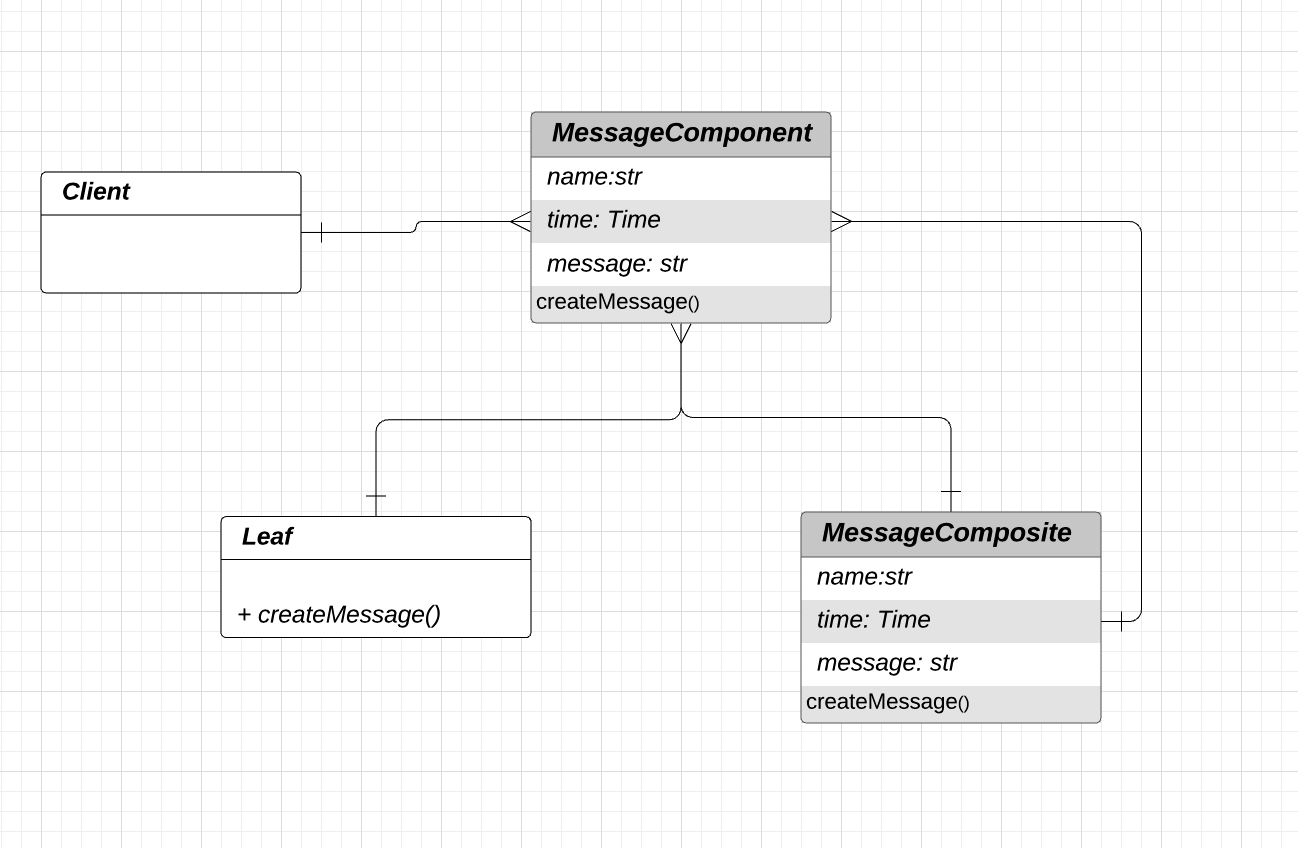 MessageComponent
name:str
time: Time
message: str
createMessage()
Client
Leaf
+ createMessage()
MessageComposite
name:str
time: Time
message: str
createMessage()